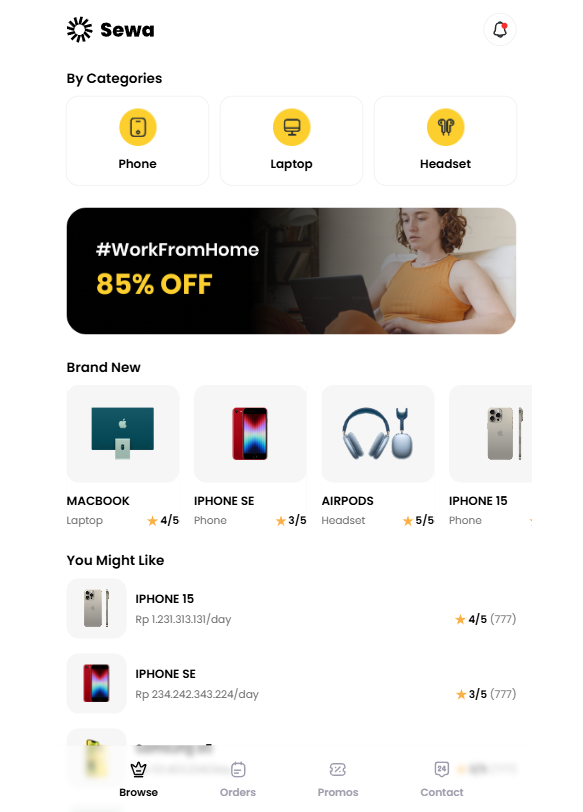 Sewa
By Categories
Phone
Laptop
Headset
#WorkFromHome
85% OFF
Brand New
MACBOOK
Laptop 4/5
IPHONE SE
Phone 3/5
AIRPODS
Headset 5/5
IPHONE 15
Phone
You Might Like
IPHONE 15
Rp 1.231.313.131/day
4/5 (777)
IPHONE SE
Rp 234.242.343.224/day
3/5 (777)
24
Browse
Orders
Promos
Contact